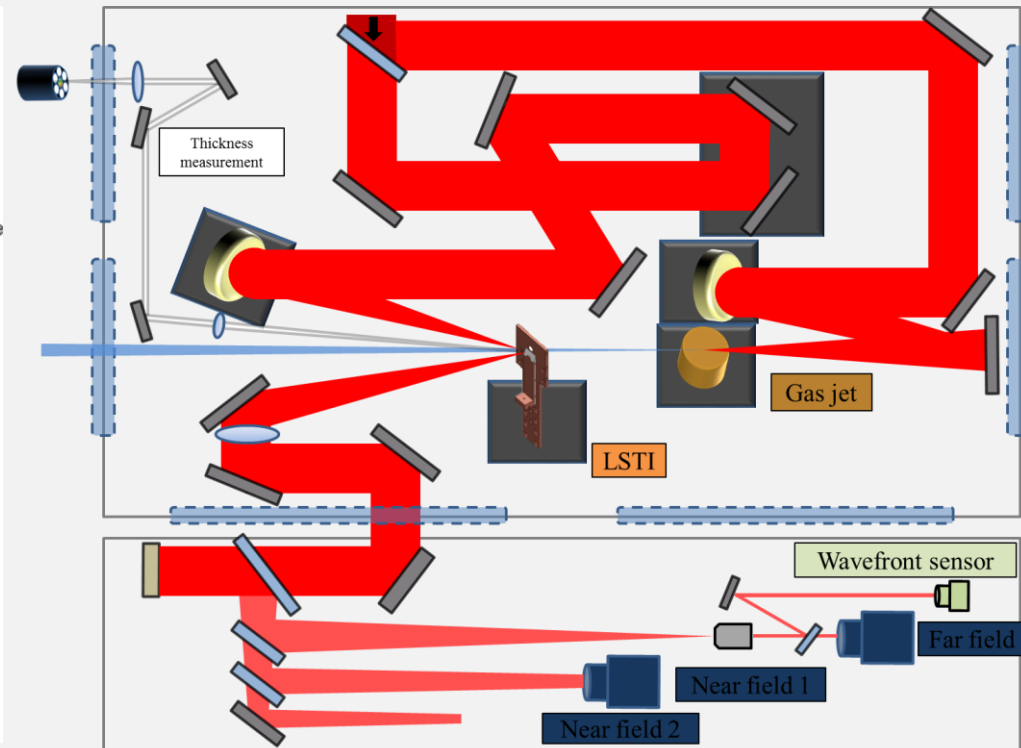 Thickness
measurement
e
Gas jet
LSTI
Wavefront sensor
Far field
Near field 1
Near field 2